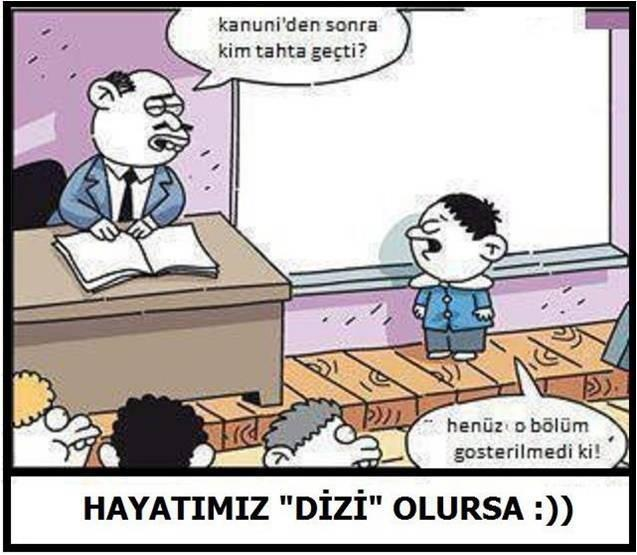 kanuni'den sonra
kim tahta geçti?
henüz o bölüm
gosterilmedi ki!
HAYATIMIZ "DİZİ" OLURSA :))